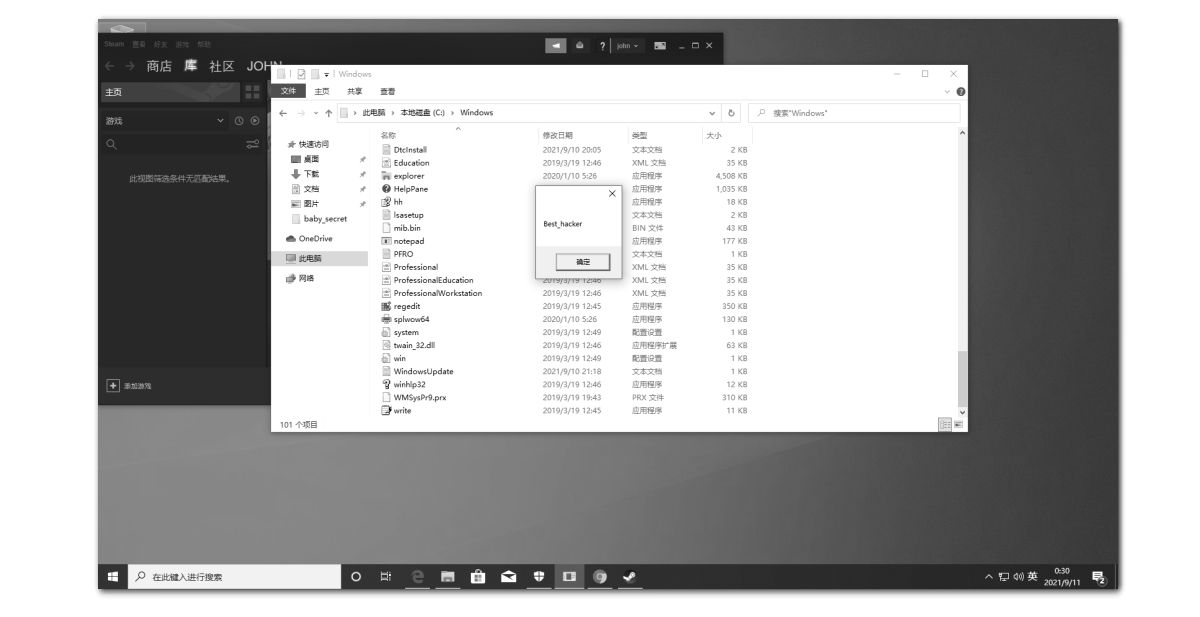 Steam 查看 好友 游戏 帮助
? john
商店 库 社区 JOHN
主页
游戏
此视图筛选条件无匹配结果。
添加游戏
Windows
文件 主页 共享 查看
此电脑 › 本地磁盘 (C:) › Windows
搜索"Windows"
快速访问
桌面
下载
文档
图片
baby_secret
OneDrive
此电脑
网络
名称 修改日期 类型 大小
DtcInstall 2021/9/10 20:05 文本文档 2 KB
Education 2019/3/19 12:46 XML 文档 35 KB
explorer 2020/1/10 5:26 应用程序 4,508 KB
HelpPane 应用程序 1,035 KB
hh 应用程序 18 KB
lsasetup 文本文档 2 KB
mib.bin BIN 文件 43 KB
notepad 应用程序 177 KB
PFRO 文本文档 1 KB
Professional XML 文档 35 KB
ProfessionalEducation 2019/3/19 12:46 XML 文档 35 KB
ProfessionalWorkstation 2019/3/19 12:46 XML 文档 35 KB
regedit 2019/3/19 12:45 应用程序 350 KB
splwow64 2020/1/10 5:26 应用程序 130 KB
system 2019/3/19 12:49 配置设置 1 KB
twain_32.dll 2019/3/19 12:46 应用程序扩展 63 KB
win 2019/3/19 12:49 配置设置 1 KB
WindowsUpdate 2021/9/10 21:18 文本文档 1 KB
winhlp32 2019/3/19 12:46 应用程序 12 KB
WMSysPr9.prx 2019/3/19 19:43 PRX 文件 310 KB
write 2019/3/19 12:45 应用程序 11 KB
101 个项目
Best_hacker
确定
在此键入进行搜索
英
0:30
2021/9/11
2